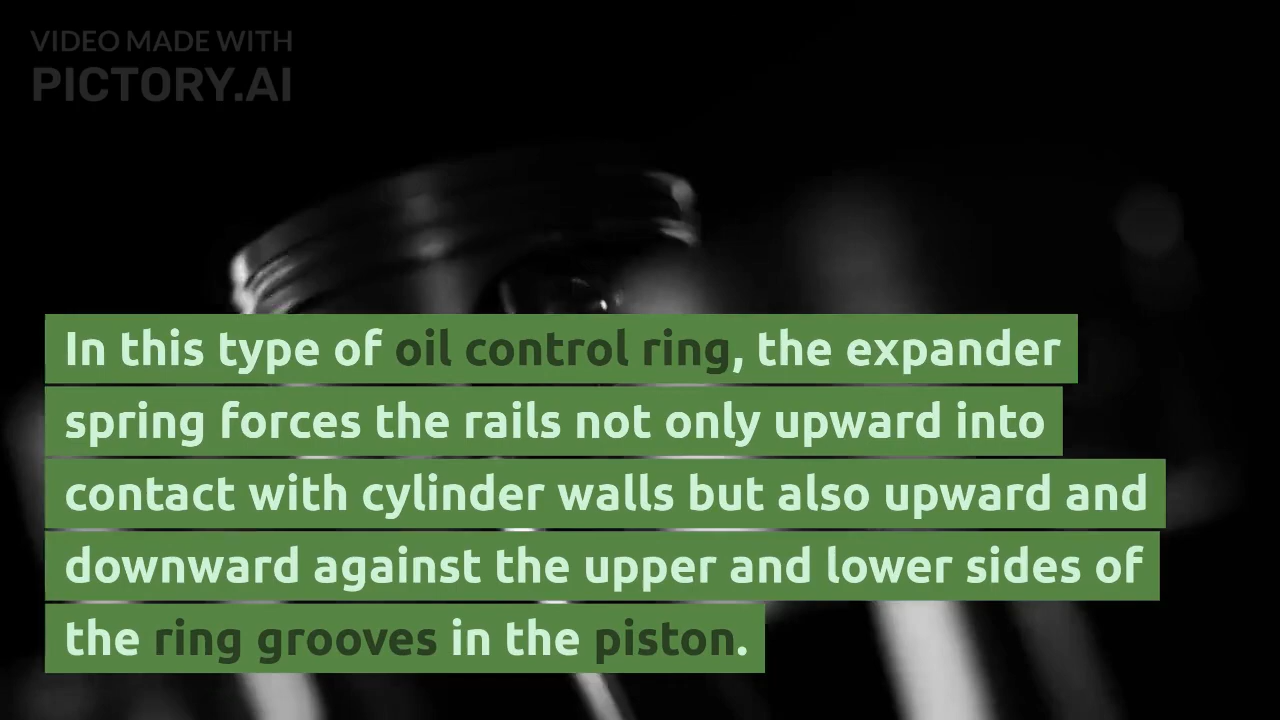 VIDEO MADE WITH
PICTORY.AI
In this type of oil control ring, the expander
spring forces the rails not only upward into
contact with cylinder walls but also upward and
downward against the upper and lower sides of
the ring grooves in the piston.